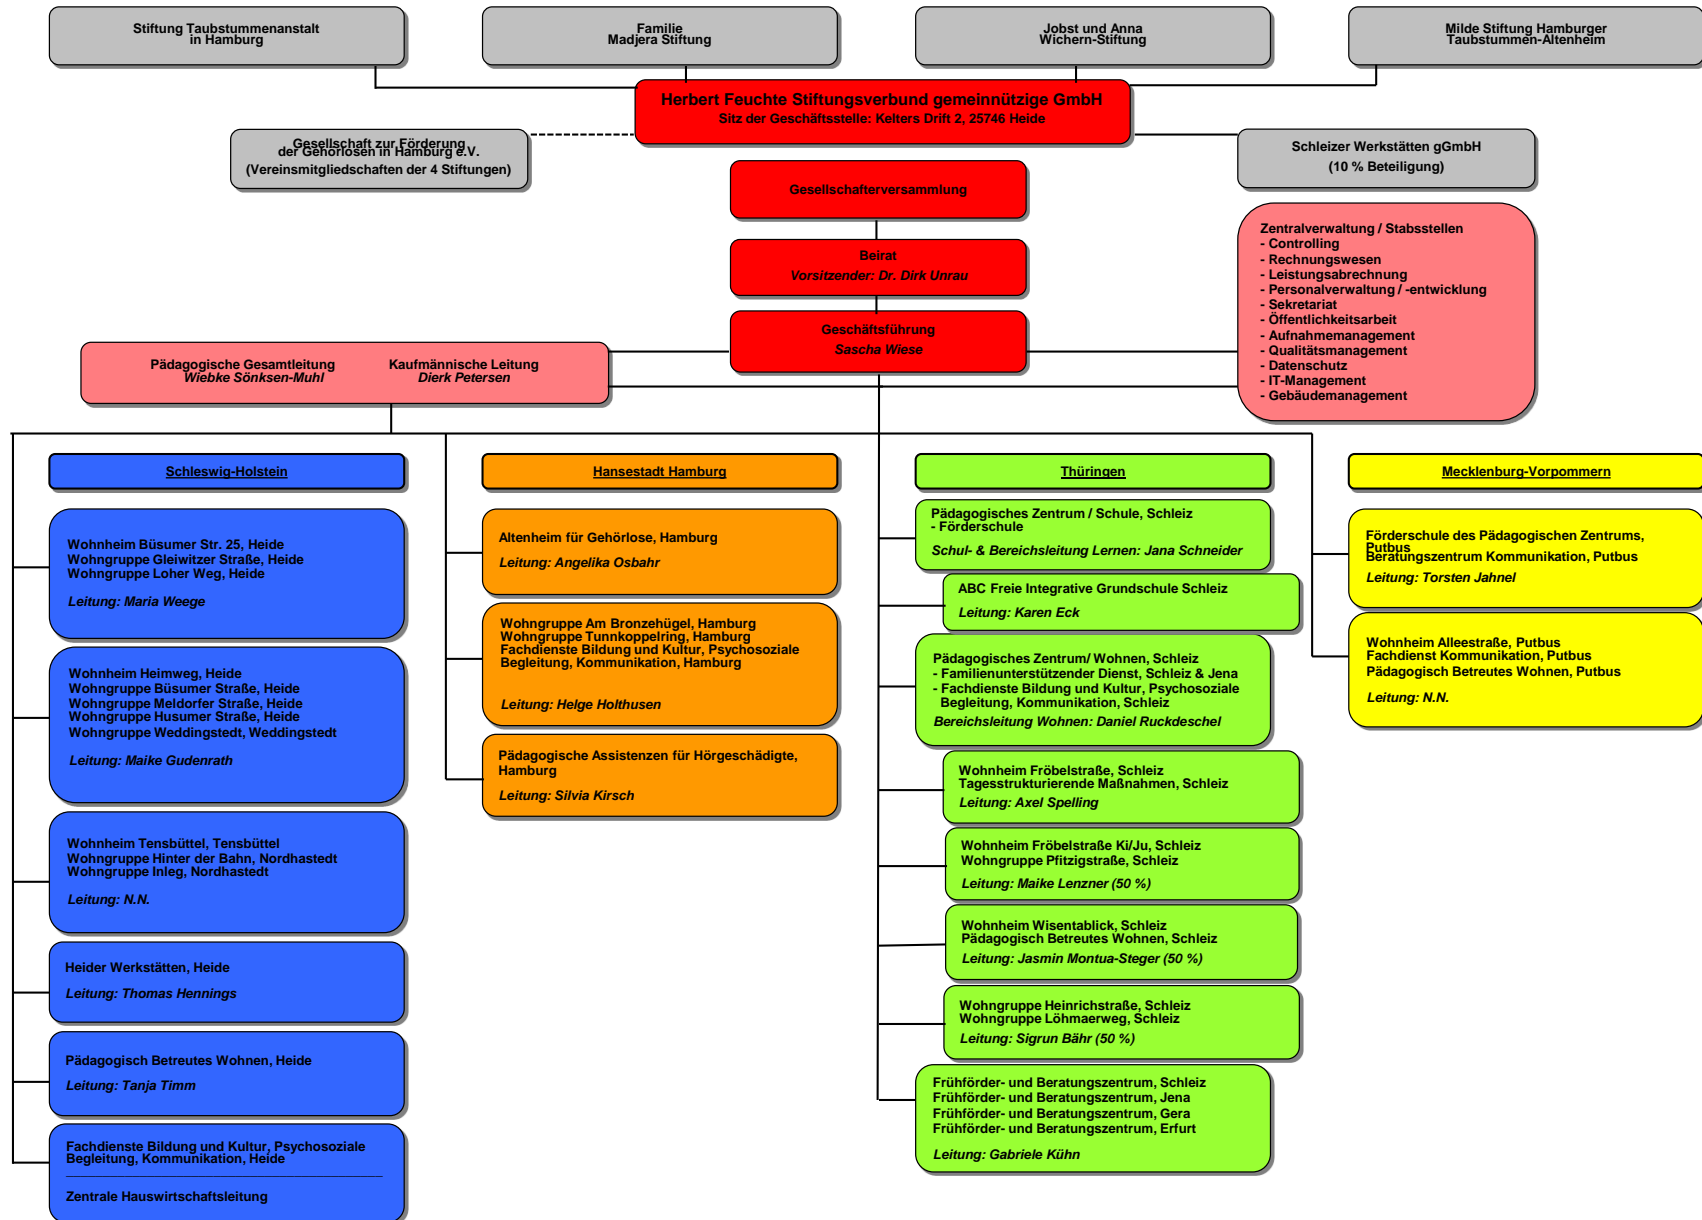 Stiftung Taubstummenanstalt
in Hamburg
Familie
Madjera Stiftung
Jobst und Anna
Wichern-Stiftung
Milde Stiftung Hamburger
Taubstummen-Altenheim
Herbert Feuchte Stiftungsverbund gemeinnützige GmbH
Sitz der Geschäftsstelle: Kelters Drift 2, 25746 Heide
Gesellschaft zur Förderung
der Gehörlosen in Hamburg e.V.
(Vereinsmitgliedschaften der 4 Stiftungen)
Schleizer Werkstätten gGmbH
(10 % Beteiligung)
Gesellschafterversammlung
Beirat
Vorsitzender: Dr. Dirk Unrau
Geschäftsführung
Sascha Wiese
Zentralverwaltung / Stabsstellen
- Controlling
- Rechnungswesen
- Leistungsabrechnung
- Personalverwaltung / -entwicklung
- Sekretariat
- Öffentlichkeitsarbeit
- Aufnahmemanagement
- Qualitätsmanagement
- Datenschutz
- IT-Management
- Gebäudemanagement
Pädagogische Gesamtleitung
Wiebke Sönksen-Muhl
Kaufmännische Leitung
Dierk Petersen
Schleswig-Holstein
Wohnheim Büsumer Str. 25, Heide
Wohngruppe Gleiwitzer Straße, Heide
Wohngruppe Loher Weg, Heide
Leitung: Maria Weege
Wohnheim Heimweg, Heide
Wohngruppe Büsumer Straße, Heide
Wohngruppe Meldorfer Straße, Heide
Wohngruppe Husumer Straße, Heide
Wohngruppe Weddingstedt, Weddingstedt
Leitung: Maike Gudenrath
Wohnheim Tensbüttel, Tensbüttel
Wohngruppe Hinter der Bahn, Nordhastedt
Wohngruppe Inleg, Nordhastedt
Leitung: N.N.
Heider Werkstätten, Heide
Leitung: Thomas Hennings
Pädagogisch Betreutes Wohnen, Heide
Leitung: Tanja Timm
Fachdienste Bildung und Kultur, Psychosoziale
Begleitung, Kommunikation, Heide
Zentrale Hauswirtschaftsleitung
Hansestadt Hamburg
Altenheim für Gehörlose, Hamburg
Leitung: Angelika Osbahr
Wohngruppe Am Bronzehügel, Hamburg
Wohngruppe Tunnkoppelring, Hamburg
Fachdienste Bildung und Kultur, Psychosoziale
Begleitung, Kommunikation, Hamburg
Leitung: Helge Holthusen
Pädagogische Assistenzen für Hörgeschädigte,
Hamburg
Leitung: Silvia Kirsch
Thüringen
Pädagogisches Zentrum / Schule, Schleiz
- Förderschule
Schul- & Bereichsleitung Lernen: Jana Schneider
ABC Freie Integrative Grundschule Schleiz
Leitung: Karen Eck
Pädagogisches Zentrum/ Wohnen, Schleiz
- Familienunterstützender Dienst, Schleiz & Jena
- Fachdienste Bildung und Kultur, Psychosoziale
Begleitung, Kommunikation, Schleiz
Bereichsleitung Wohnen: Daniel Ruckdeschel
Wohnheim Fröbelstraße, Schleiz
Tagesstrukturierende Maßnahmen, Schleiz
Leitung: Axel Spelling
Wohnheim Fröbelstraße Ki/Ju, Schleiz
Wohngruppe Pfitzigstraße, Schleiz
Leitung: Maike Lenzner (50 %)
Wohnheim Wisentablick, Schleiz
Pädagogisch Betreutes Wohnen, Schleiz
Leitung: Jasmin Montua-Steger (50 %)
Wohngruppe Heinrichstraße, Schleiz
Wohngruppe Löhmaerweg, Schleiz
Leitung: Sigrun Bähr (50 %)
Frühförder- und Beratungszentrum, Schleiz
Frühförder- und Beratungszentrum, Jena
Frühförder- und Beratungszentrum, Gera
Frühförder- und Beratungszentrum, Erfurt
Leitung: Gabriele Kühn
Mecklenburg-Vorpommern
Förderschule des Pädagogischen Zentrums,
Putbus
Beratungszentrum Kommunikation, Putbus
Leitung: Torsten Jahnel
Wohnheim Alleestraße, Putbus
Fachdienst Kommunikation, Putbus
Pädagogisch Betreutes Wohnen, Putbus
Leitung: N.N.